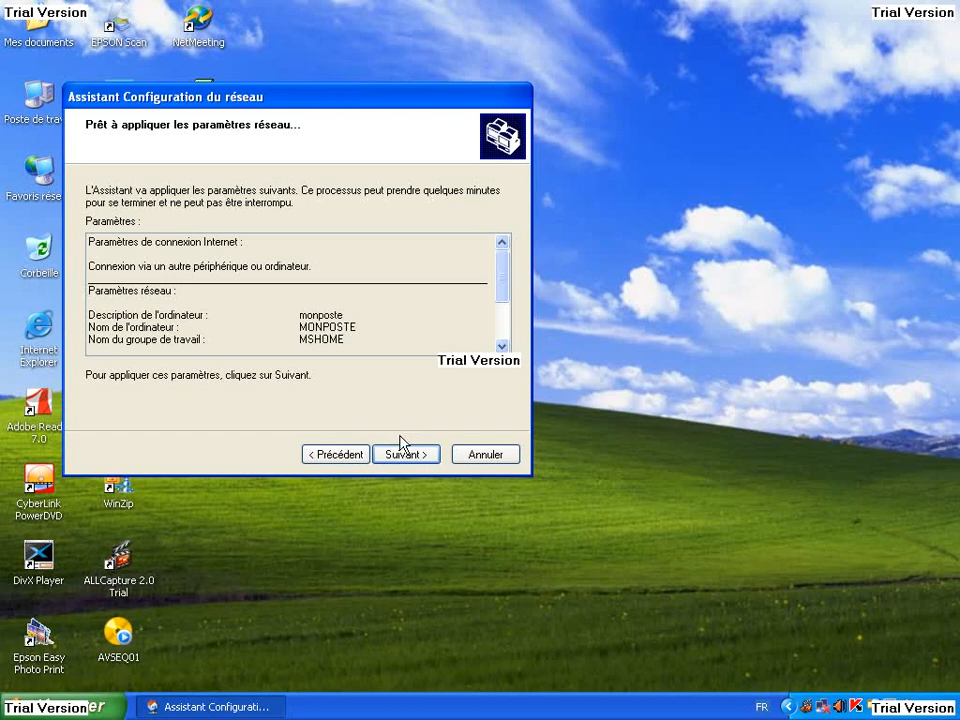 Trial Version
Trial Version
Mes documents
EPSON Scan
NetMeeting
Assistant Configuration du réseau
Prêt à appliquer les paramètres réseau...
Poste de trav
L'Assistant va appliquer les paramètres suivants. Ce processus peut prendre quelques minutes
pour se terminer et ne peut pas être interrompu.
Favoris rése
Paramètres :
Paramètres de connexion Internet :
Connexion via un autre périphérique ou ordinateur.
Corbeille
Paramètres réseau :
Description de l'ordinateur : monposte
Nom de l'ordinateur : MONPOSTE
Nom du groupe de travail : MSHOME
Internet
Explorer
Trial Version
Pour appliquer ces paramètres, cliquez sur Suivant.
Adobe Read
7.0
< Précédent
Suivant >
Annuler
CyberLink
PowerDVD
WinZip
DivX Player
ALLCapture 2.0
Trial
Epson Easy
Photo Print
AVSEQ01
Trial Version
Assistant Configurati...
FR
Trial Version